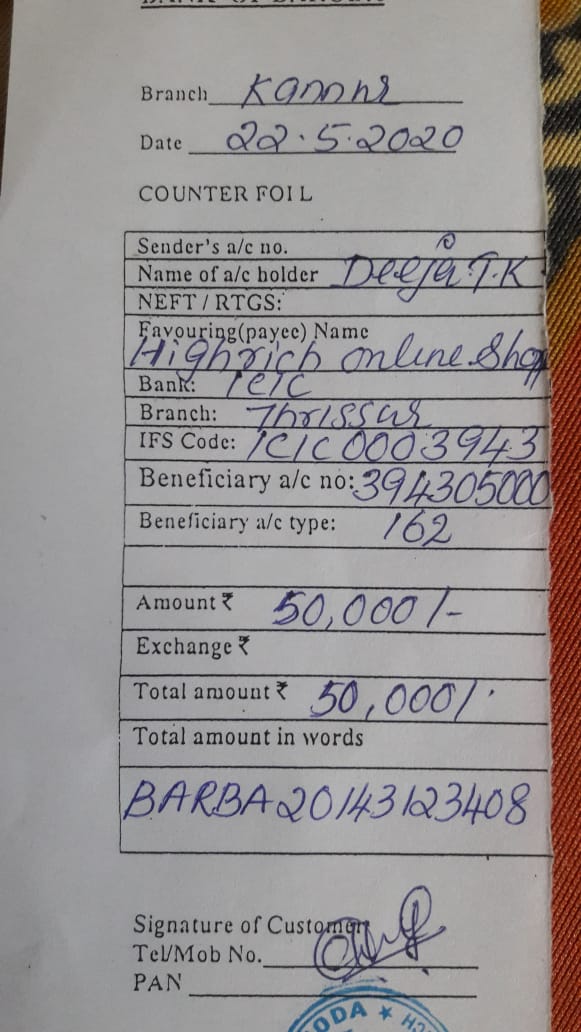 Branch Kannur
Date 22.5.2020
COUNTER FOIL
Sender's a/c no.
Name of a/c holder Deeja T.K
NEFT / RTGS:
Favouring(payee) Name
Highrich Online Shop
Bank: ICIC
Branch: Thrissur
IFS Code: ICIC0003943
Beneficiary a/c no: 394305000
Beneficiary a/c type: 162
Amount ₹ 50,000/-
Exchange ₹
Total amount ₹ 50,000/-
Total amount in words
BARBA20143123408
Signature of Customer
Tel/Mob No.
PAN